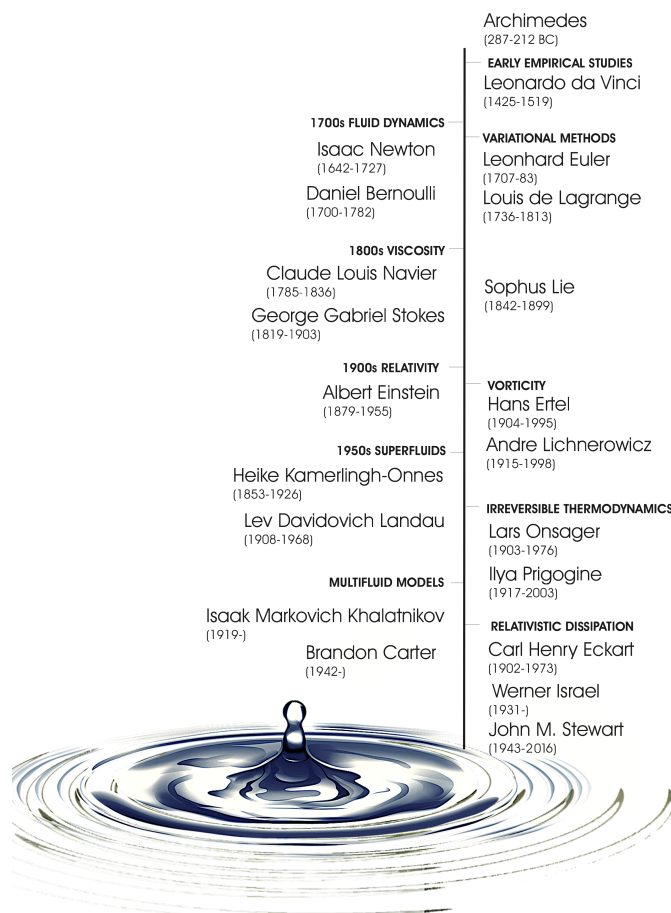 Archimedes
(287-212 BC)
EARLY EMPIRICAL STUDIES
Leonardo da Vinci
(1425-1519)
1700s FLUID DYNAMICS
Isaac Newton
(1642-1727)
Daniel Bernoulli
(1700-1782)
VARIATIONAL METHODS
Leonhard Euler
(1707-83)
Louis de Lagrange
(1736-1813)
1800s VISCOSITY
Claude Louis Navier
(1785-1836)
George Gabriel Stokes
(1819-1903)
Sophus Lie
(1842-1899)
1900s RELATIVITY
Albert Einstein
(1879-1955)
VORTICITY
Hans Ertel
(1904-1995)
Andre Lichnerowicz
(1915-1998)
1950s SUPERFLUIDS
Heike Kamerlingh-Onnes
(1853-1926)
Lev Davidovich Landau
(1908-1968)
IRREVERSIBLE THERMODYNAMICS
Lars Onsager
(1903-1976)
Ilya Prigogine
(1917-2003)
MULTIFLUID MODELS
Isaak Markovich Khalatnikov
(1919-)
Brandon Carter
(1942-)
RELATIVISTIC DISSIPATION
Carl Henry Eckart
(1902-1973)
Werner Israel
(1931-)
John M. Stewart
(1943-2016)